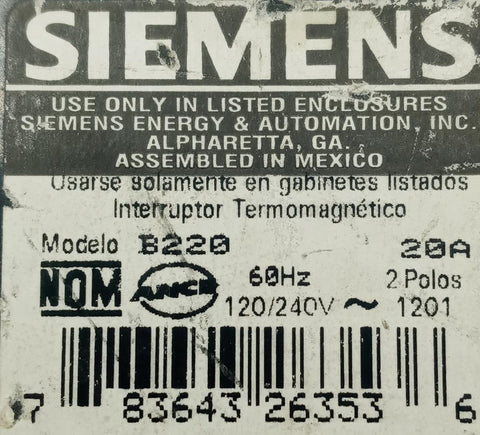 SIEMENS
USE ONLY IN LISTED ENCLOSURES
SIEMENS ENERGY & AUTOMATION, INC.
ALPHARETTA, GA.
ASSEMBLED IN MEXICO
Usarse solamente en gabinetes listados
Interruptor Termomagnético
Modelo B220 20A
NOM ANCE 60Hz 2 Polos
120/240V ~ 1201
7 83643 26353 6